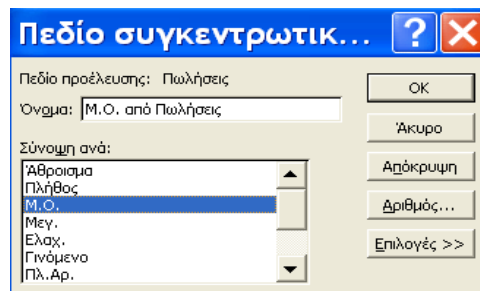 Πεδίο συγκεντρωτικ...
Πεδίο προέλευσης: Πωλήσεις
Όνομα: Μ.Ο. από Πωλήσεις
Σύνοψη ανά:
Άθροισμα
Πλήθος
Μ.Ο.
Μεγ.
Ελαχ.
Γινόμενο
Πλ.Αρ.
OK
Άκυρο
Απόκρυψη
Αριθμός...
Επιλογές >>